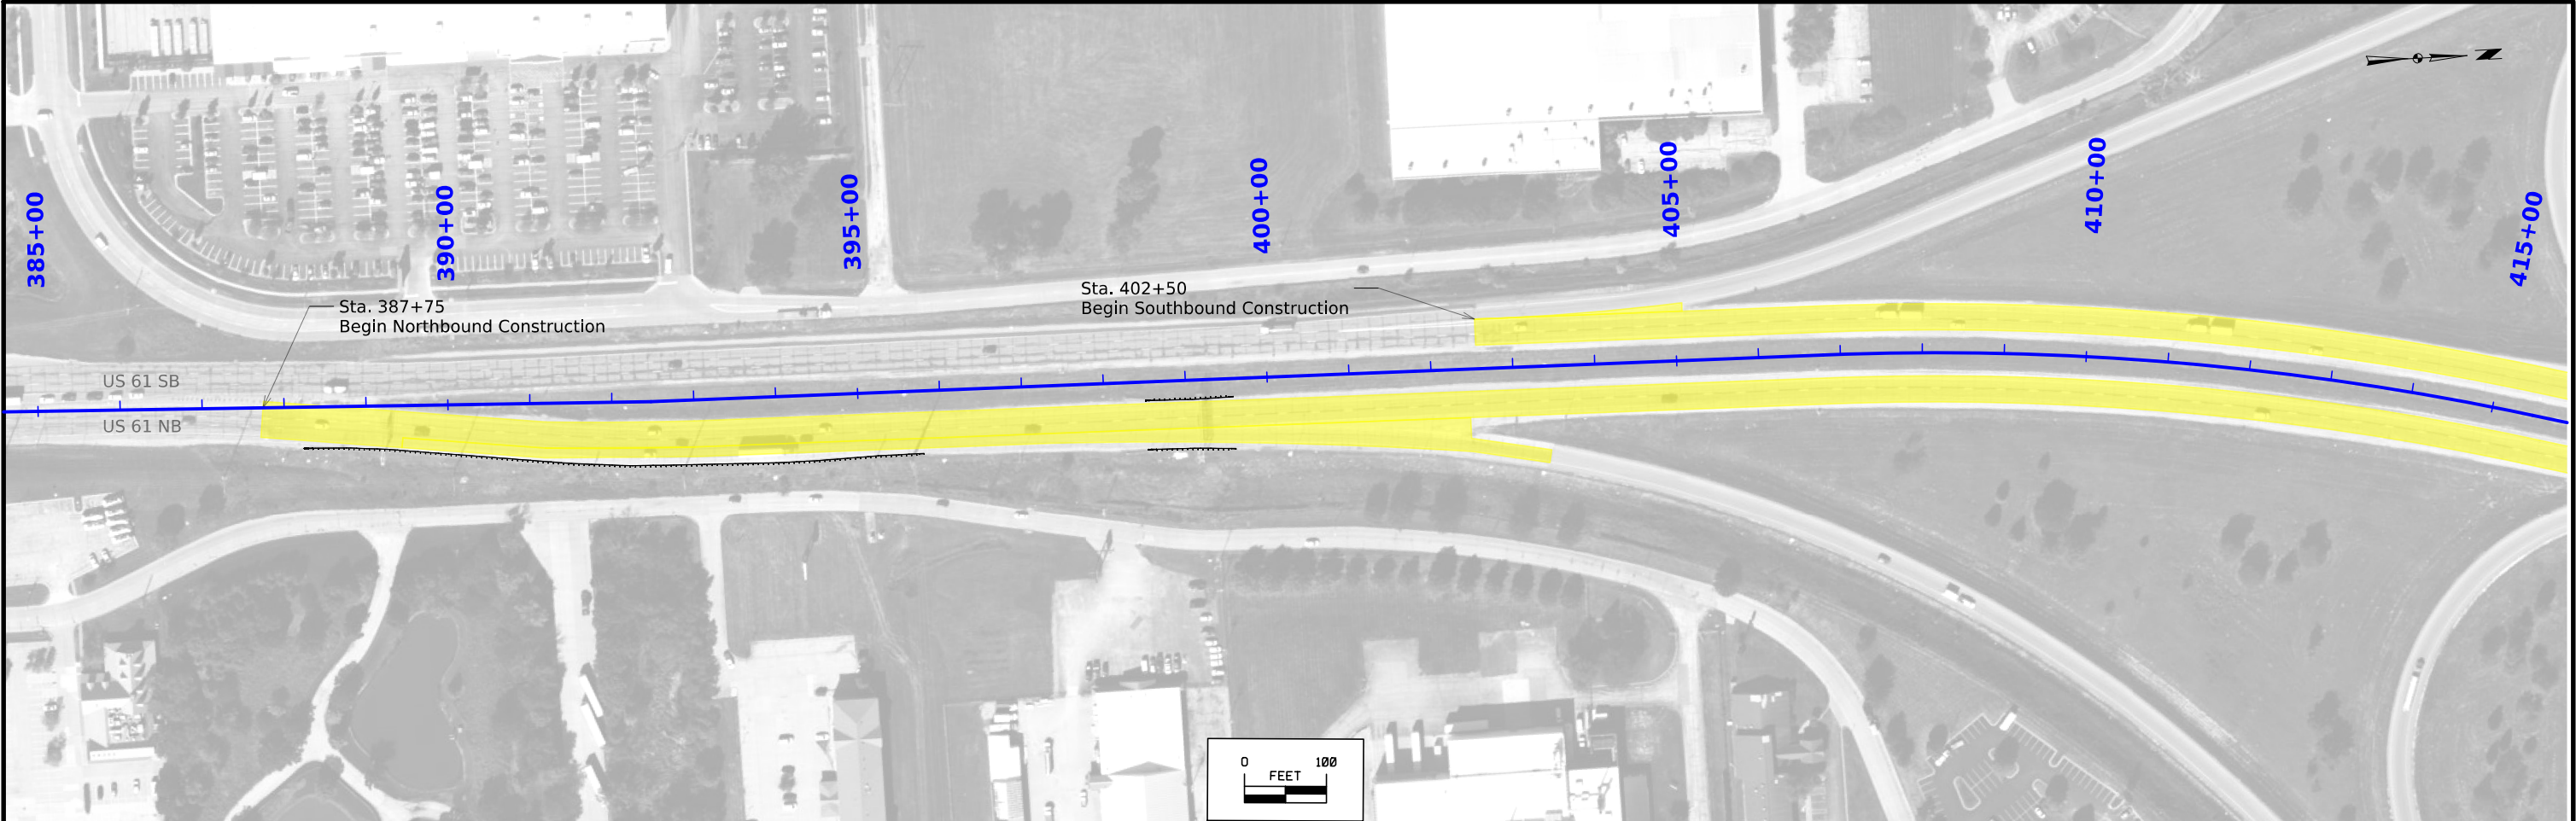 385+00
390+00
395+00
400+00
405+00
410+00
415+00
Sta. 387+75
Begin Northbound Construction
Sta. 402+50
Begin Southbound Construction
US 61 SB
US 61 NB
0 100
FEET